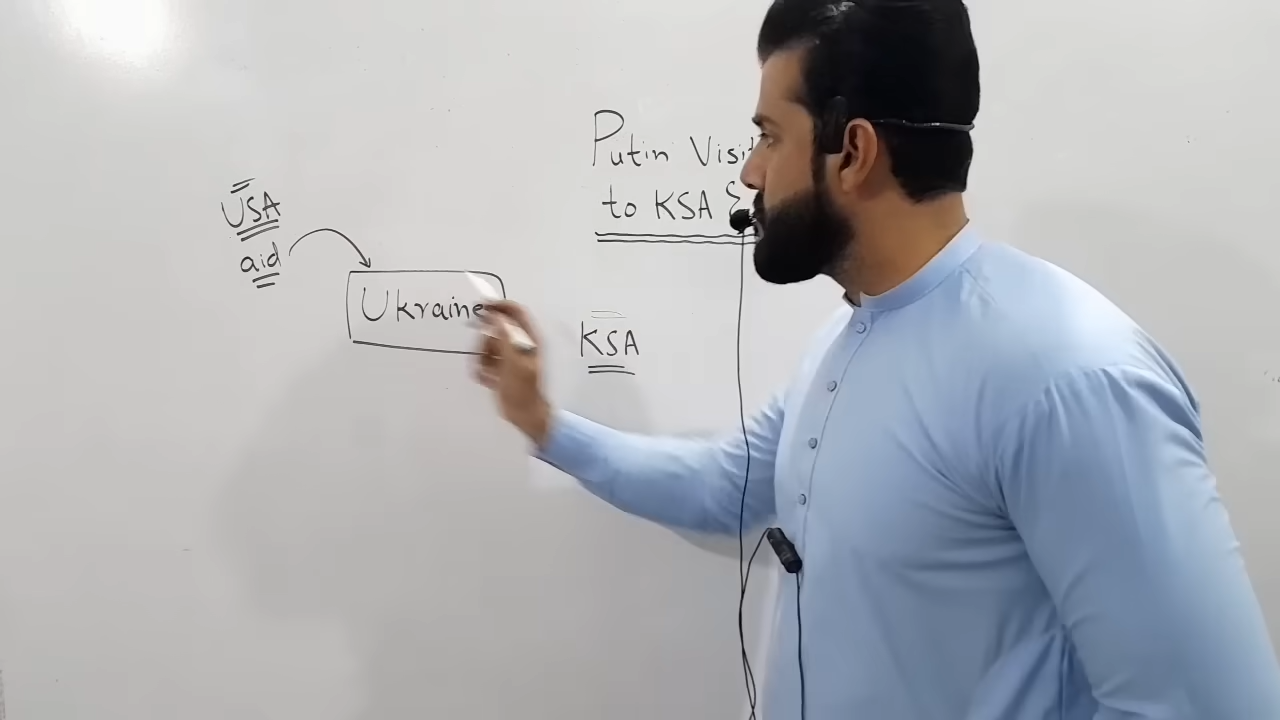 Putin Visit
to KSA {
USA
aid
Ukraine
KSA